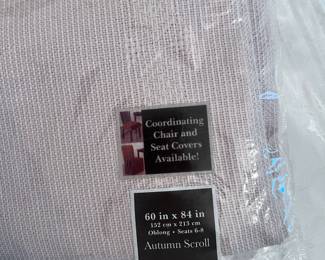 Coordinating
Chair and
Seat Covers
Available!
60 in x 84 in
152 cm x 213 cm
Oblong • Seats 6-8
Autumn Scroll